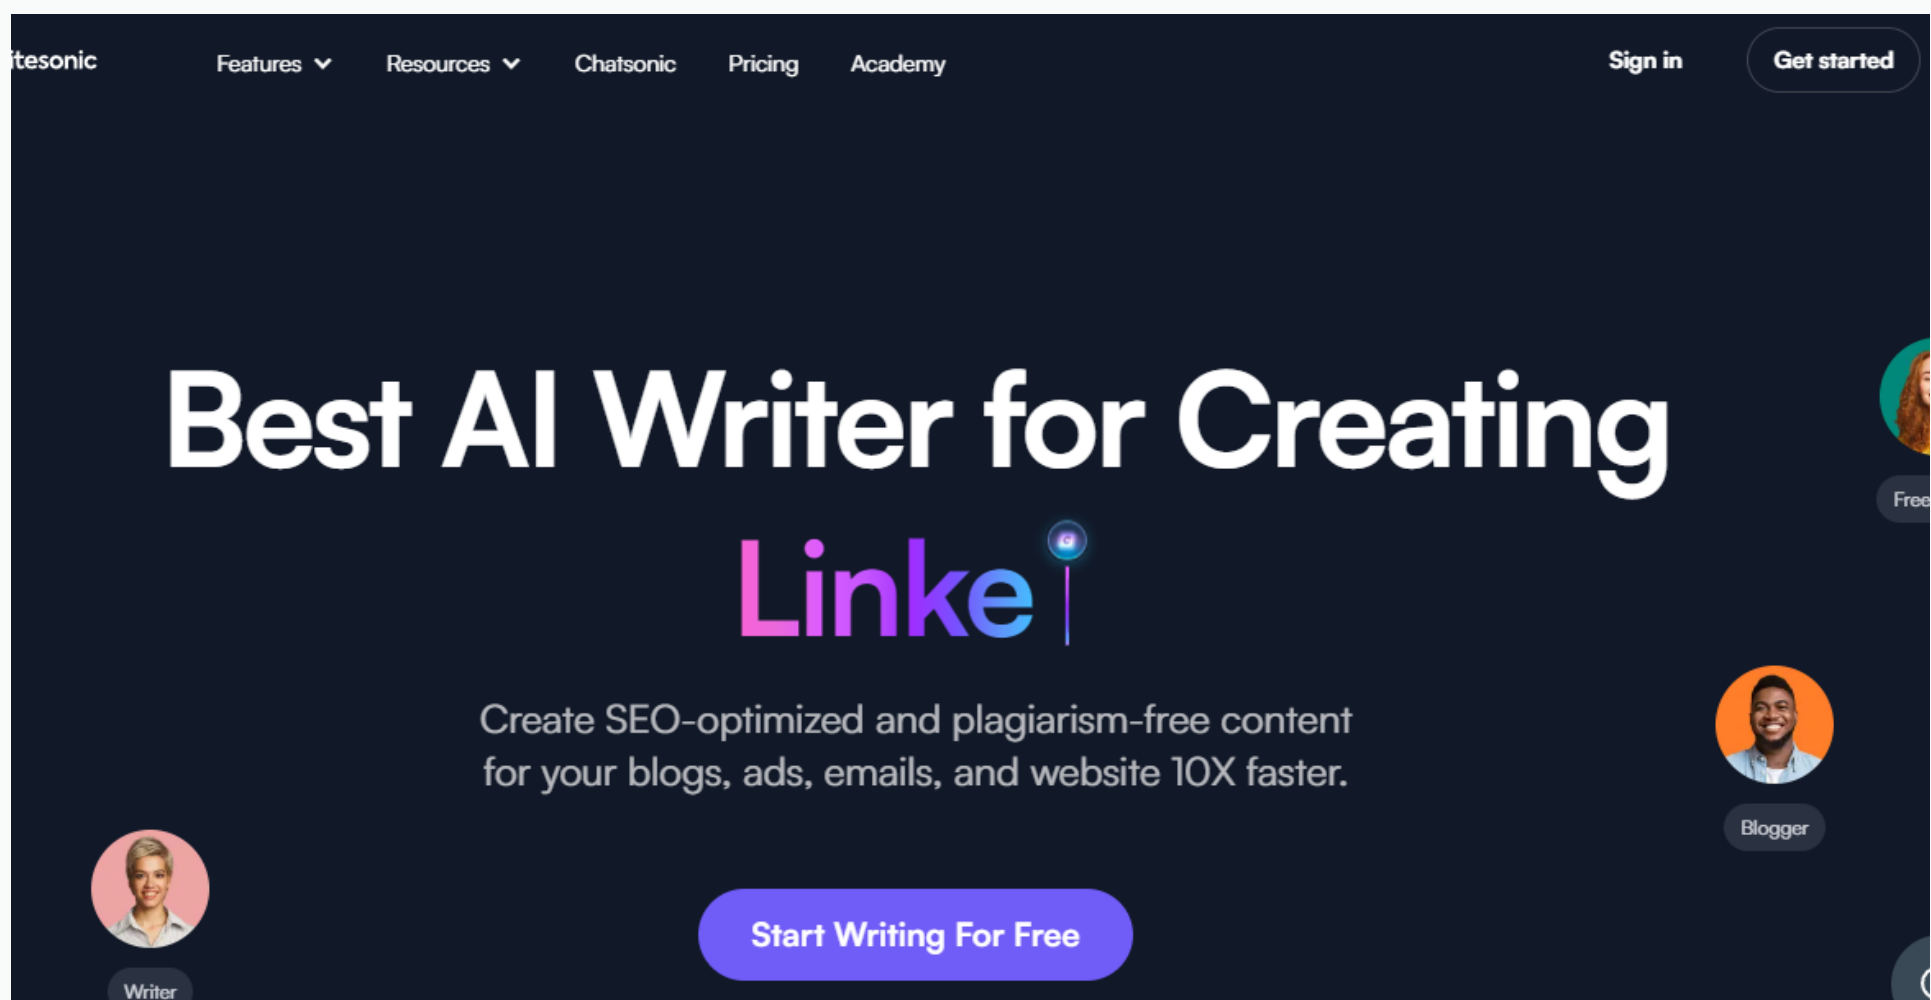 itesonic
Features
Resources
Chatsonic
Pricing
Academy
Sign in
Get started
Best AI Writer for Creating
Linke
Free
Create SEO-optimized and plagiarism-free content
for your blogs, ads, emails, and website 10X faster.
Blogger
Start Writing For Free
Writer